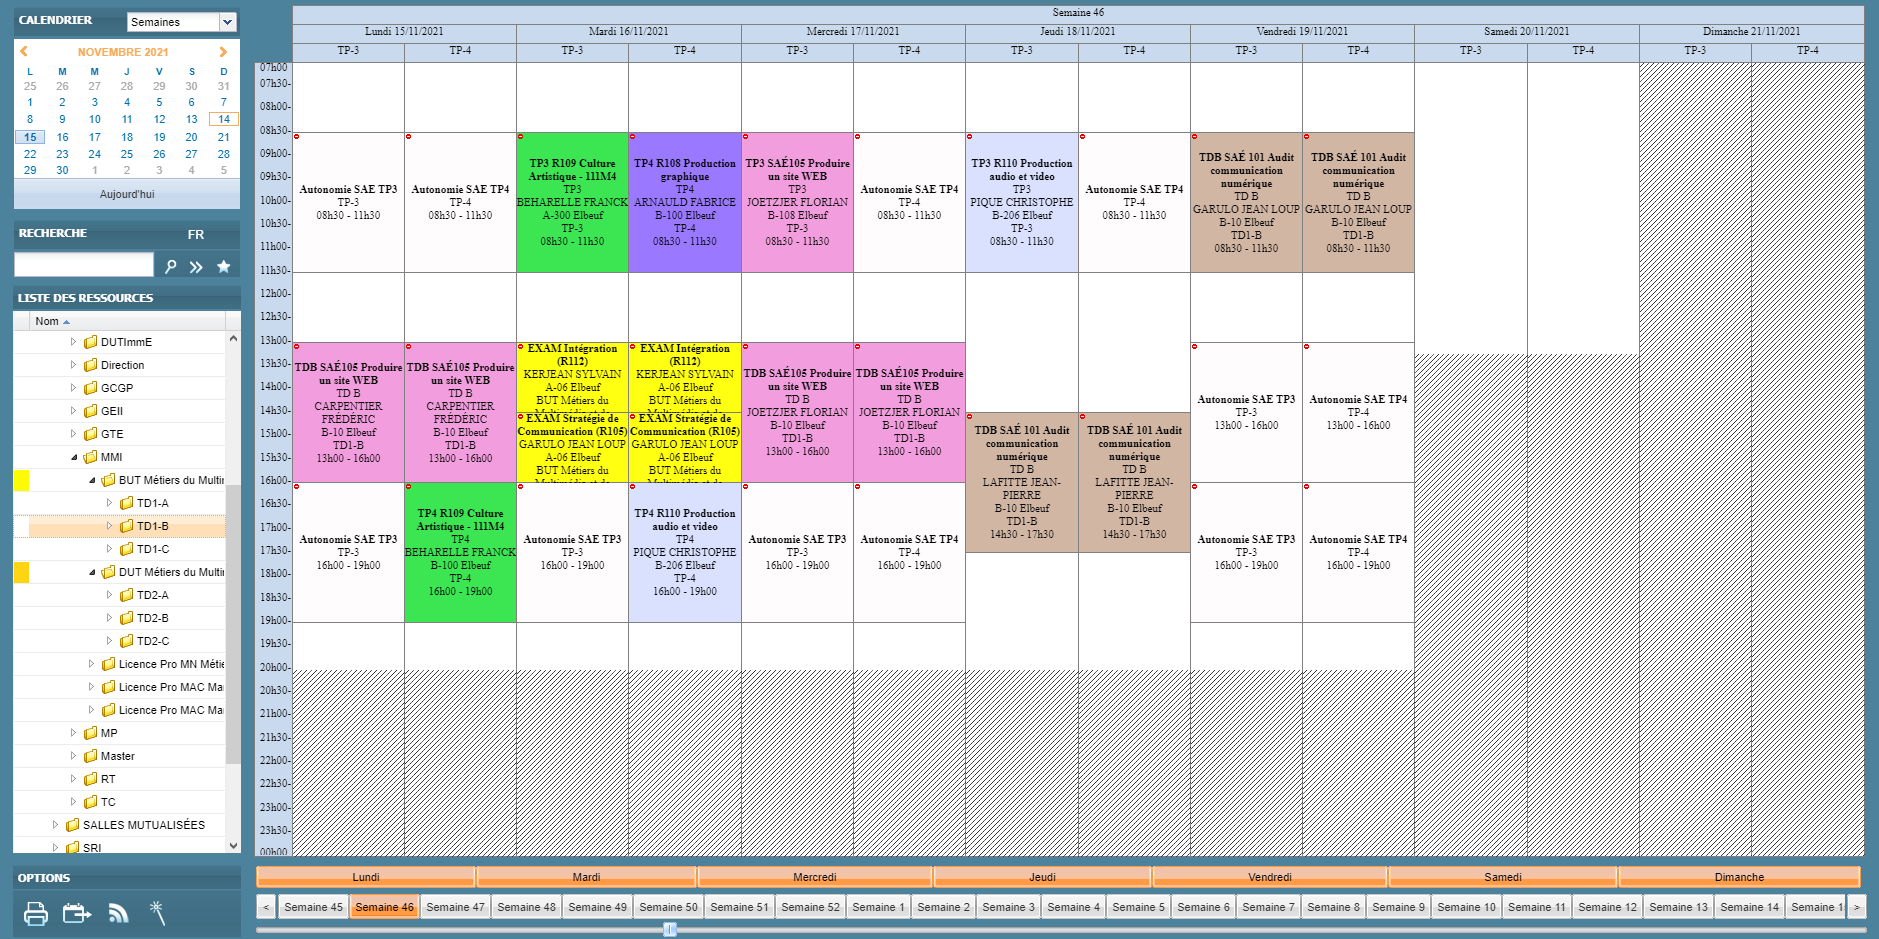 CALENDRIER
Semaines
NOVEMBRE 2021
L M M J V S D
25 26 27 28 29 30 31
1 2 3 4 5 6 7
8 9 10 11 12 13 14
15 16 17 18 19 20 21
22 23 24 25 26 27 28
29 30 1 2 3 4 5
Aujourd'hui
RECHERCHE FR
LISTE DES RESSOURCES
Nom
DUTImmE
Direction
GCGP
GEII
GTE
MMI
BUT Métiers du Multin
TD1-A
TD1-B
TD1-C
DUT Métiers du Multin
TD2-A
TD2-B
TD2-C
Licence Pro MN Métie
Licence Pro MAC Mar
Licence Pro MAC Mar
MP
Master
RT
TC
SALLES MUTUALISÉES
SRI
OPTIONS
Semaine 46
Lundi 15/11/2021 Mardi 16/11/2021 Mercredi 17/11/2021 Jeudi 18/11/2021 Vendredi 19/11/2021 Samedi 20/11/2021 Dimanche 21/11/2021
TP-3 TP-4 TP-3 TP-4 TP-3 TP-4 TP-3 TP-4 TP-3 TP-4 TP-3 TP-4 TP-3 TP-4
07h00
07h30-
08h00-
08h30-
09h00-
09h30-
10h00-
10h30-
11h00-
11h30-
12h00-
12h30-
13h00-
13h30-
14h00-
14h30-
15h00-
15h30-
16h00-
16h30-
17h00-
17h30-
18h00-
18h30-
19h00-
19h30-
20h00-
20h30-
21h00-
21h30-
22h00-
22h30-
23h00-
23h30-
00h00
Autonomie SAE TP3
TP-3
08h30 - 11h30
Autonomie SAE TP4
TP-4
08h30 - 11h30
TP3 R109 Culture
Artistique - 111M4
TP3
BEHARELLE FRANCK
A-300 Elbeuf
TP-3
08h30 - 11h30
TP4 R108 Production
graphique
TP4
ARNAULD FABRICE
B-100 Elbeuf
TP-4
08h30 - 11h30
TP3 SAÉ105 Produire
un site WEB
TP3
JOETZJER FLORIAN
B-108 Elbeuf
TP-3
08h30 - 11h30
Autonomie SAE TP4
TP-4
08h30 - 11h30
TP3 R110 Production
audio et video
TP3
PIQUE CHRISTOPHE
B-206 Elbeuf
TP-3
08h30 - 11h30
Autonomie SAE TP4
TP-4
08h30 - 11h30
TDB SAÉ 101 Audit
communication
numérique
TD B
GARULO JEAN LOUP
B-10 Elbeuf
TD1-B
08h30 - 11h30
TDB SAÉ 101 Audit
communication
numérique
TD B
GARULO JEAN LOUP
B-10 Elbeuf
TD1-B
08h30 - 11h30
TDB SAÉ105 Produire
un site WEB
TD B
CARPENTIER
FRÉDÉRIC
B-10 Elbeuf
TD1-B
13h00 - 16h00
TDB SAÉ105 Produire
un site WEB
TD B
CARPENTIER
FRÉDÉRIC
B-10 Elbeuf
TD1-B
13h00 - 16h00
EXAM Intégration
(R112)
KERJEAN SYLVAIN
A-06 Elbeuf
BUT Métiers du
Multimédia et de
EXAM Intégration
(R112)
KERJEAN SYLVAIN
A-06 Elbeuf
BUT Métiers du
Multimédia et de
EXAM Stratégie de
Communication (R105)
GARULO JEAN LOUP
A-06 Elbeuf
BUT Métiers du
Multimédia et de
EXAM Stratégie de
Communication (R105)
GARULO JEAN LOUP
A-06 Elbeuf
BUT Métiers du
Multimédia et de
TDB SAÉ105 Produire
un site WEB
TD B
JOETZJER FLORIAN
B-10 Elbeuf
TD1-B
13h00 - 16h00
TDB SAÉ105 Produire
un site WEB
TD B
JOETZJER FLORIAN
B-10 Elbeuf
TD1-B
13h00 - 16h00
TDB SAÉ 101 Audit
communication
numérique
TD B
LAFITTE JEAN-
PIERRE
B-10 Elbeuf
TD1-B
14h30 - 17h30
TDB SAÉ 101 Audit
communication
numérique
TD B
LAFITTE JEAN-
PIERRE
B-10 Elbeuf
TD1-B
14h30 - 17h30
Autonomie SAE TP3
TP-3
13h00 - 16h00
Autonomie SAE TP4
TP-4
13h00 - 16h00
Autonomie SAE TP3
TP-3
16h00 - 19h00
TP4 R109 Culture
Artistique - 111M4
TP4
BEHARELLE FRANCK
B-100 Elbeuf
TP-4
16h00 - 19h00
Autonomie SAE TP3
TP-3
16h00 - 19h00
TP4 R110 Production
audio et video
TP4
PIQUE CHRISTOPHE
B-206 Elbeuf
TP-4
16h00 - 19h00
Autonomie SAE TP3
TP-3
16h00 - 19h00
Autonomie SAE TP4
TP-4
16h00 - 19h00
Autonomie SAE TP3
TP-3
16h00 - 19h00
Autonomie SAE TP4
TP-4
16h00 - 19h00
Lundi Mardi Mercredi Jeudi Vendredi Samedi Dimanche
< Semaine 45 Semaine 46 Semaine 47 Semaine 48 Semaine 49 Semaine 50 Semaine 51 Semaine 52 Semaine 1 Semaine 2 Semaine 3 Semaine 4 Semaine 5 Semaine 6 Semaine 7 Semaine 8 Semaine 9 Semaine 10 Semaine 11 Semaine 12 Semaine 13 Semaine 14 Semaine 1 >